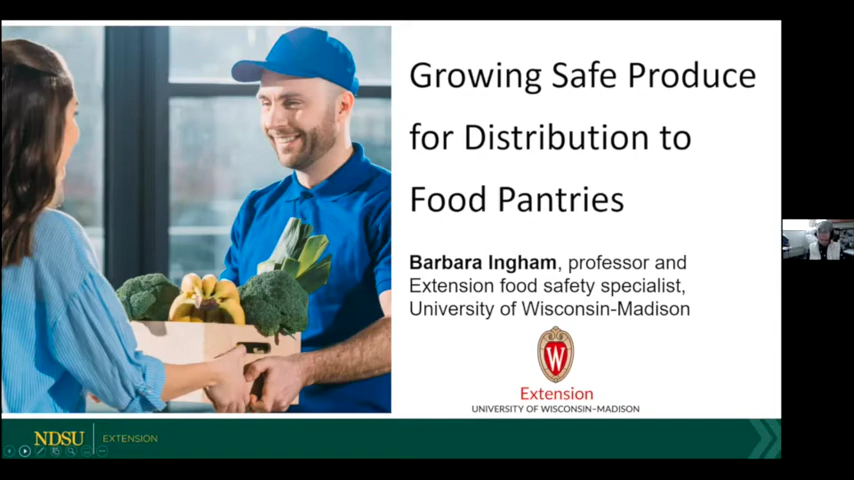 Growing Safe Produce
for Distribution to
Food Pantries
Barbara Ingham, professor and
Extension food safety specialist,
University of Wisconsin-Madison
W
Extension
UNIVERSITY OF WISCONSIN–MADISON
NDSU EXTENSION